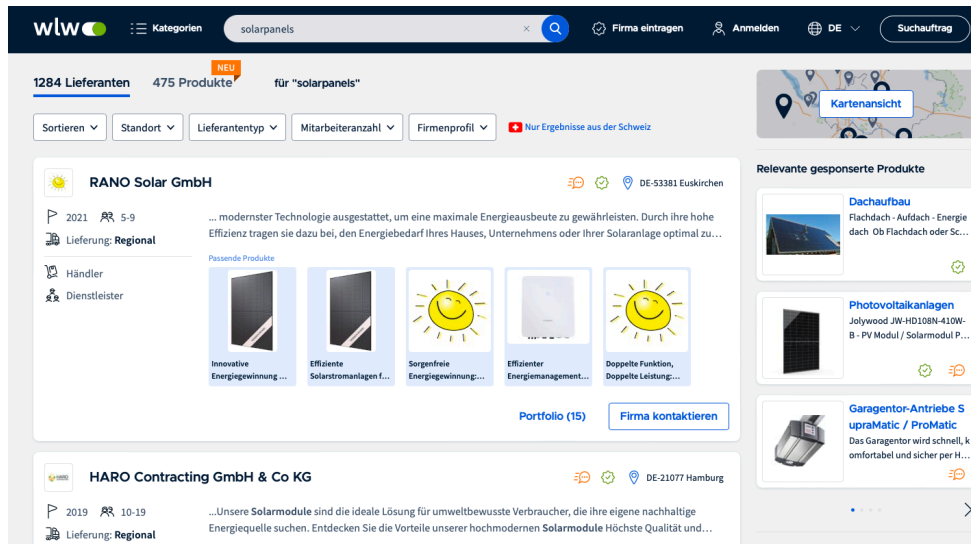 wlw
Kategorien
solarpanels
Firma eintragen
Anmelden
DE
Suchauftrag
1284 Lieferanten
475 Produkte
NEU
für "solarpanels"
Sortieren
Standort
Lieferantentyp
Mitarbeiteranzahl
Firmenprofil
Nur Ergebnisse aus der Schweiz
RANO Solar GmbH
DE-53381 Euskirchen
2021 5-9
Lieferung: Regional
Händler
Dienstleister
... modernster Technologie ausgestattet, um eine maximale Energieausbeute zu gewährleisten. Durch ihre hohe
Effizienz tragen sie dazu bei, den Energiebedarf Ihres Hauses, Unternehmens oder Ihrer Solaranlage optimal zu...
Passende Produkte
Innovative
Energiegewinnung ...
Effiziente
Solarstromanlagen f...
Sorgenfreie
Energiegewinnung:...
Effizienter
Energiemanagement...
Doppelte Funktion,
Doppelte Leistung:...
Portfolio (15)
Firma kontaktieren
HARO Contracting GmbH & Co KG
DE-21077 Hamburg
2019 10-19
Lieferung: Regional
...Unsere Solarmodule sind die ideale Lösung für umweltbewusste Verbraucher, die ihre eigene nachhaltige
Energiequelle suchen. Entdecken Sie die Vorteile unserer hochmodernen Solarmodule Höchste Qualität und...
Kartenansicht
Relevante gesponserte Produkte
Dachaufbau
Flachdach - Aufdach - Energie
dach Ob Flachdach oder Sc...
Photovoltaikanlagen
Jolywood JW-HD108N-410W-
B - PV Modul / Solarmodul P...
Garagentor-Antriebe S
upraMatic / ProMatic
Das Garagentor wird schnell, k
omfortabel und sicher per H...